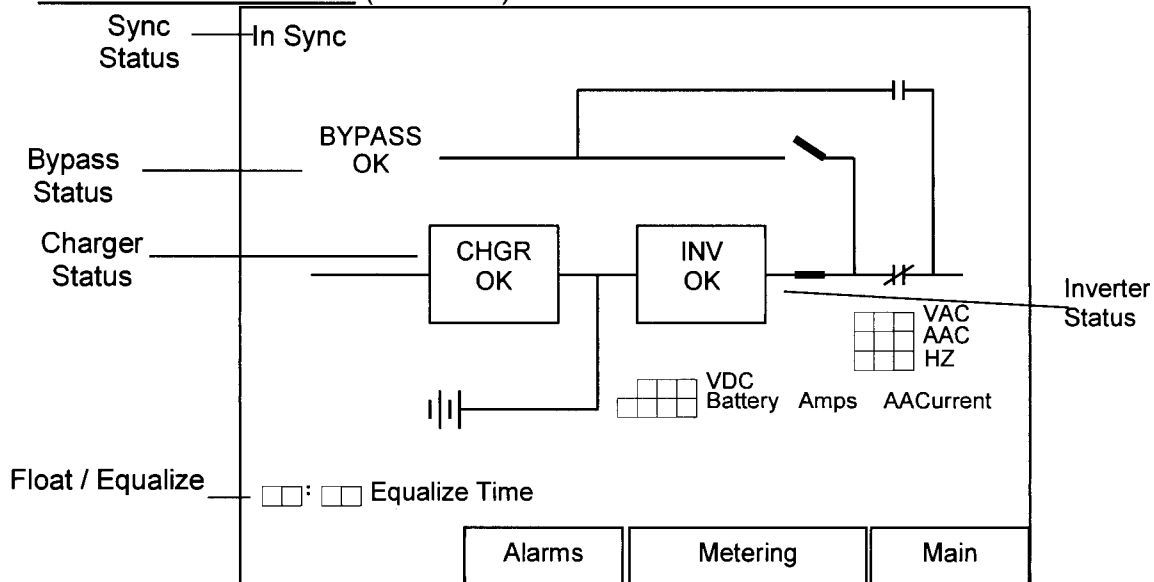 Sync
Status
In Sync
BYPASS
OK
Bypass
Status
Charger
Status
CHGR
OK
INV
OK
Inverter
Status
VAC
AAC
HZ
VDC
Battery Amps AACurrent
Float / Equalize
: Equalize Time
Alarms
Metering
Main